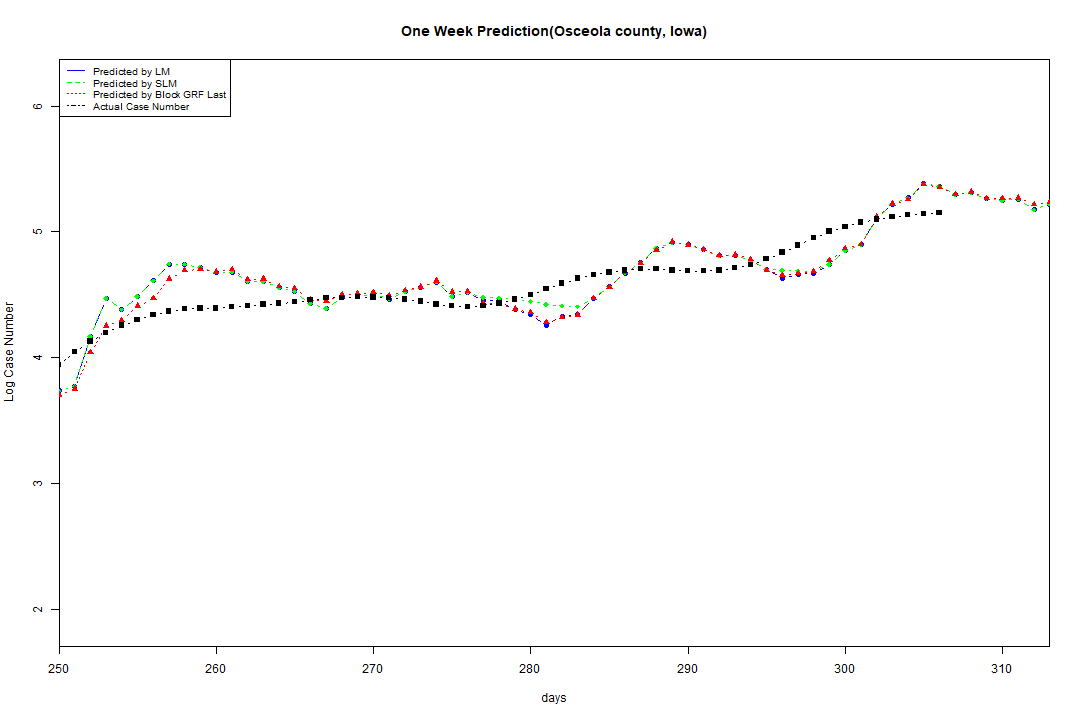 One Week Prediction(Osceola county, Iowa)
Predicted by LM
Predicted by SLM
Predicted by Block GRF Last
Actual Case Number
6
5
4
3
2
Log Case Number
250 260 270 280 290 300 310
days